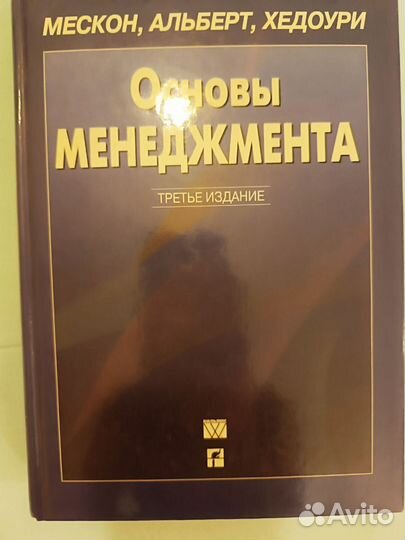 МЕСКОН, АЛЬБЕРТ, ХЕДОУРИ
Основы
МЕНЕДЖМЕНТА
ТРЕТЬЕ ИЗДАНИЕ
W
Avito